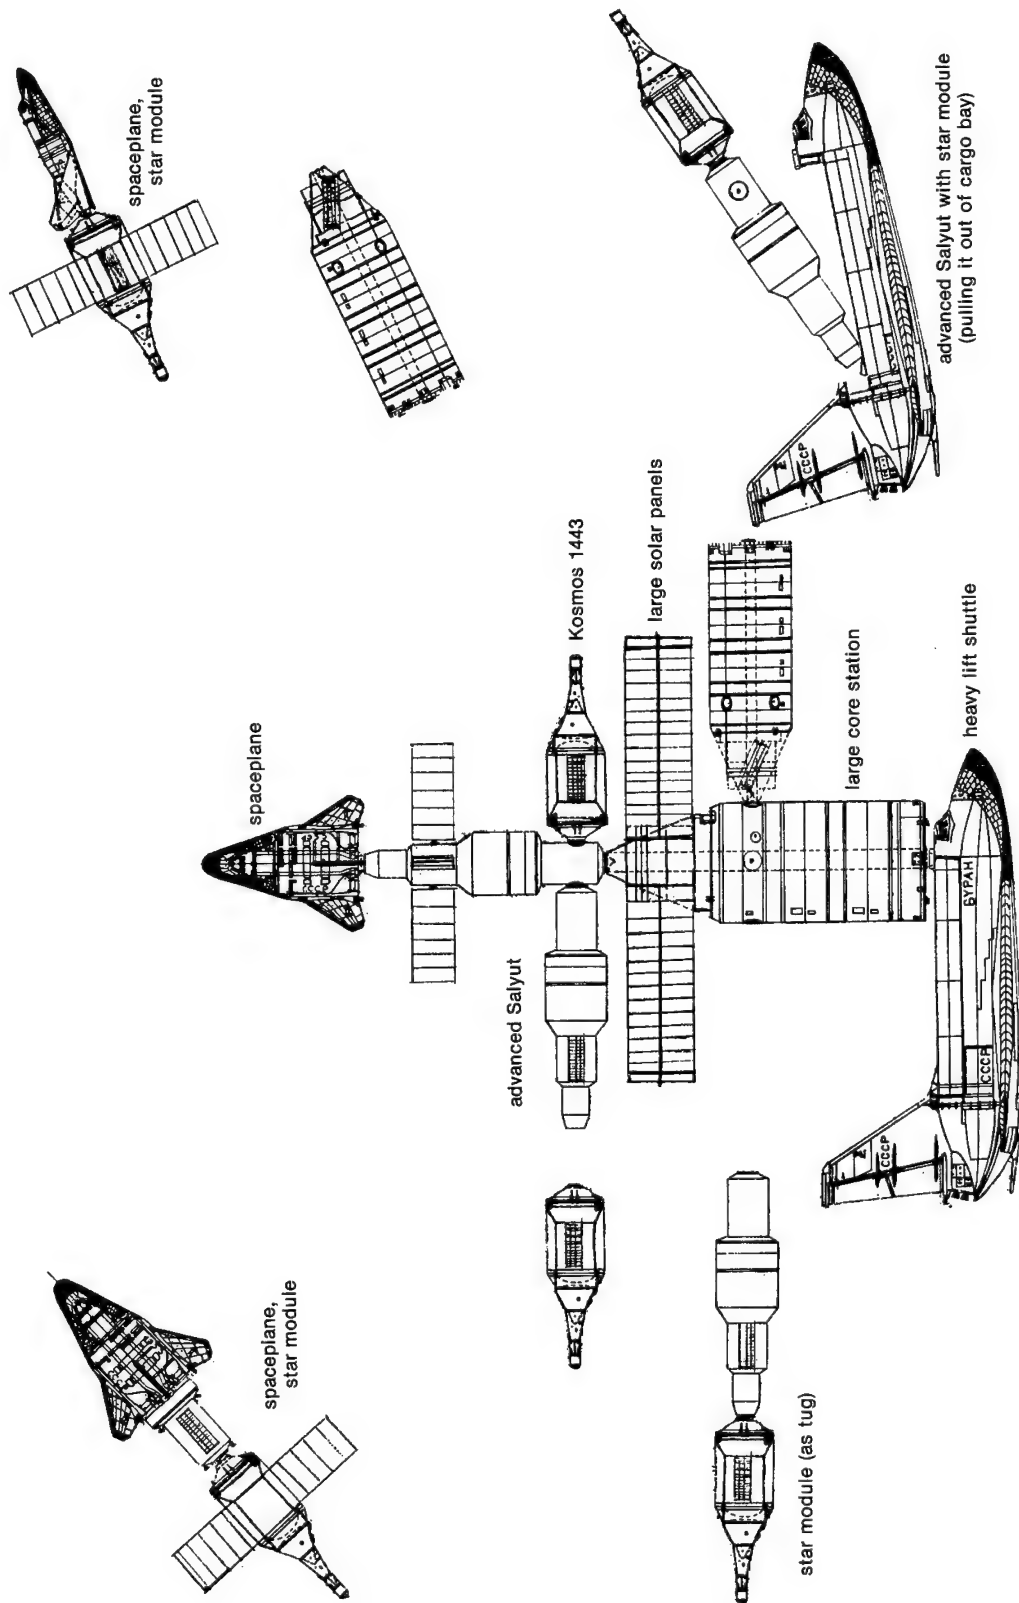 spaceplane,
star module
spaceplane
Kosmos 1443
large solar panels
advanced Salyut
large core station
heavy lift shuttle
БУРАН
СССР
СССР
spaceplane,
star module
star module (as tug)
advanced Salyut with star module
(pulling it out of cargo bay)
СССР